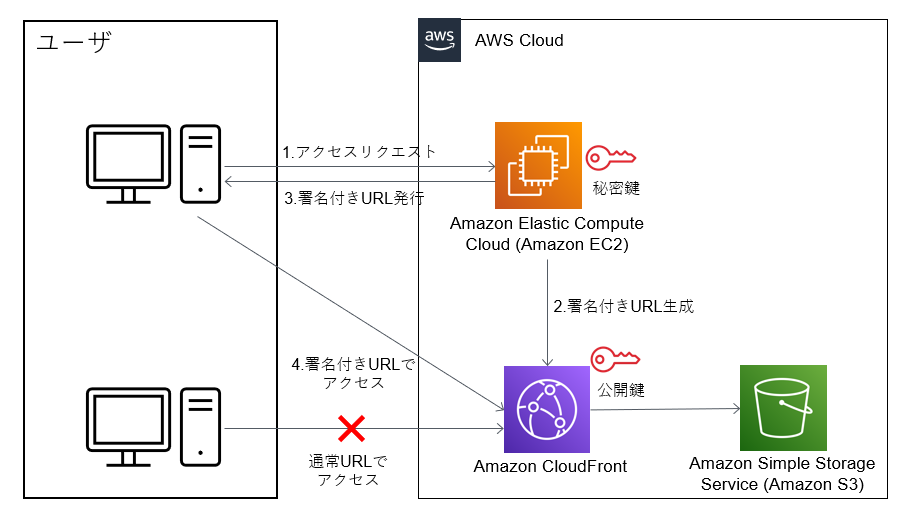 ユーザ
aws
AWS Cloud
1.アクセスリクエスト
3.署名付きURL発行
秘密鍵
Amazon Elastic Compute
Cloud (Amazon EC2)
2.署名付きURL生成
4.署名付きURLで
アクセス
公開鍵
通常URLで
アクセス
Amazon CloudFront
Amazon Simple Storage
Service (Amazon S3)